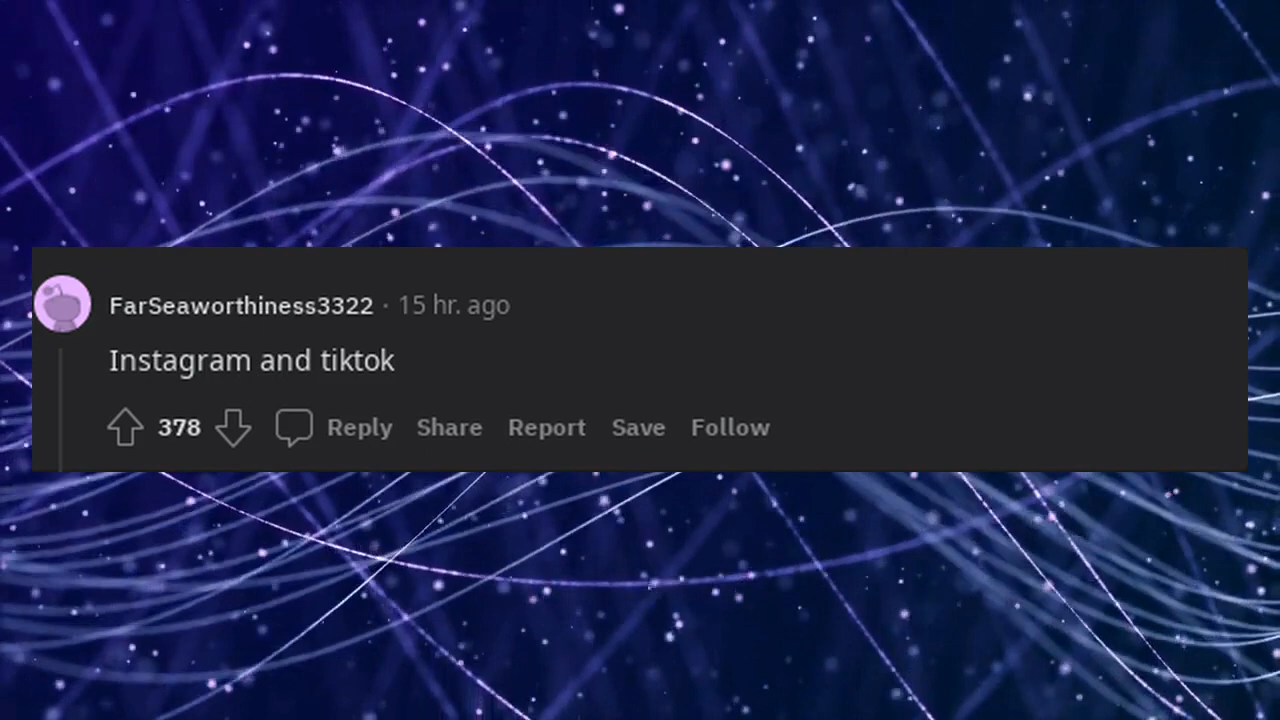 FarSeaworthiness3322 · 15 hr. ago
Instagram and tiktok
378 Reply Share Report Save Follow